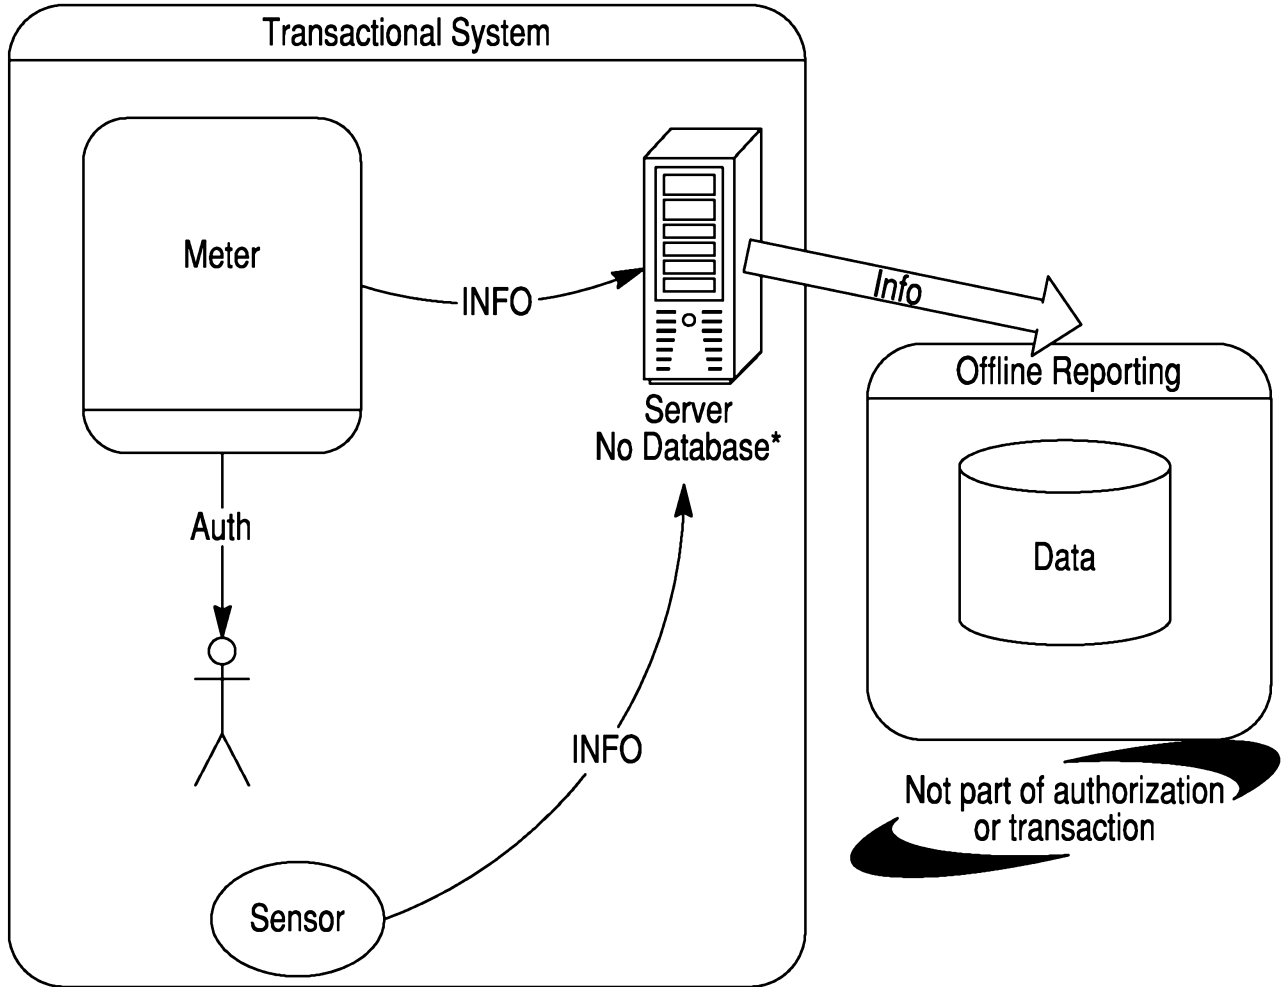 Transactional System
Meter
INFO
Info
Server
No Database*
Offline Reporting
Auth
Data
INFO
Not part of authorization
or transaction
Sensor